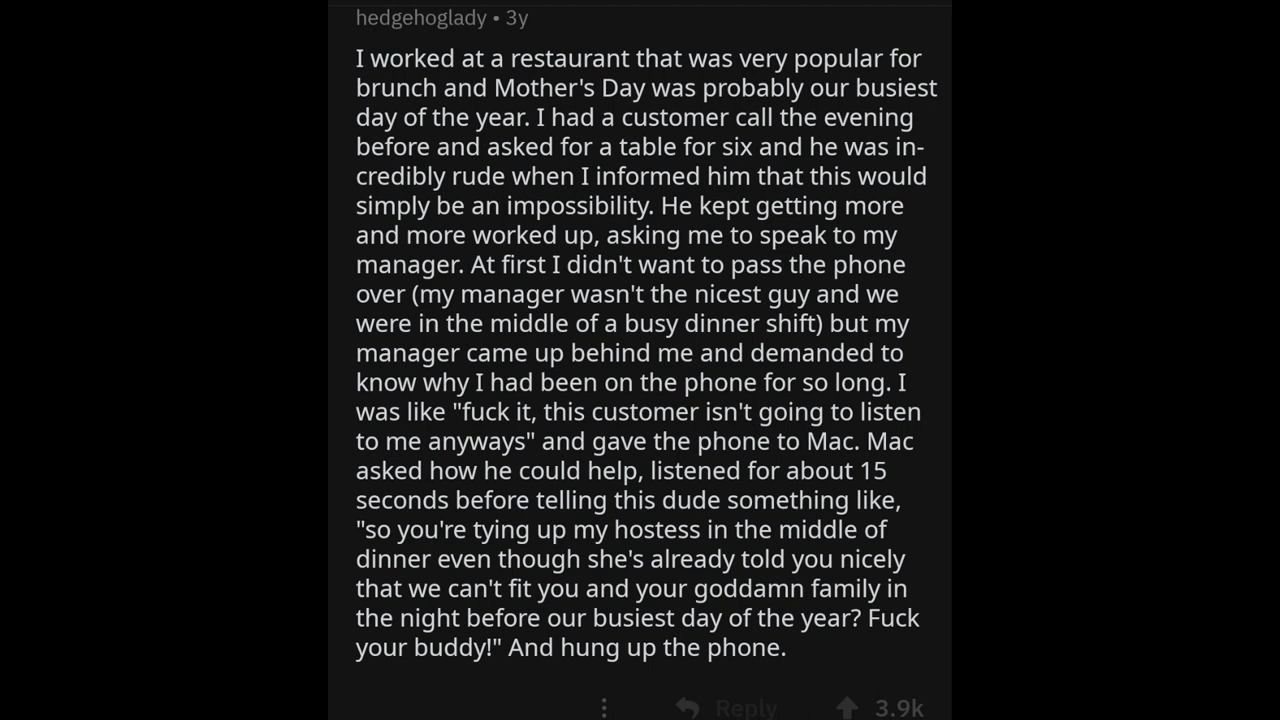 hedgehoglady • 3y
I worked at a restaurant that was very popular for
brunch and Mother's Day was probably our busiest
day of the year. I had a customer call the evening
before and asked for a table for six and he was in-
credibly rude when I informed him that this would
simply be an impossibility. He kept getting more
and more worked up, asking me to speak to my
manager. At first I didn't want to pass the phone
over (my manager wasn't the nicest guy and we
were in the middle of a busy dinner shift) but my
manager came up behind me and demanded to
know why I had been on the phone for so long. I
was like "fuck it, this customer isn't going to listen
to me anyways" and gave the phone to Mac. Mac
asked how he could help, listened for about 15
seconds before telling this dude something like,
"so you're tying up my hostess in the middle of
dinner even though she's already told you nicely
that we can't fit you and your goddamn family in
the night before our busiest day of the year? Fuck
your buddy!" And hung up the phone.
Reply 3.9k